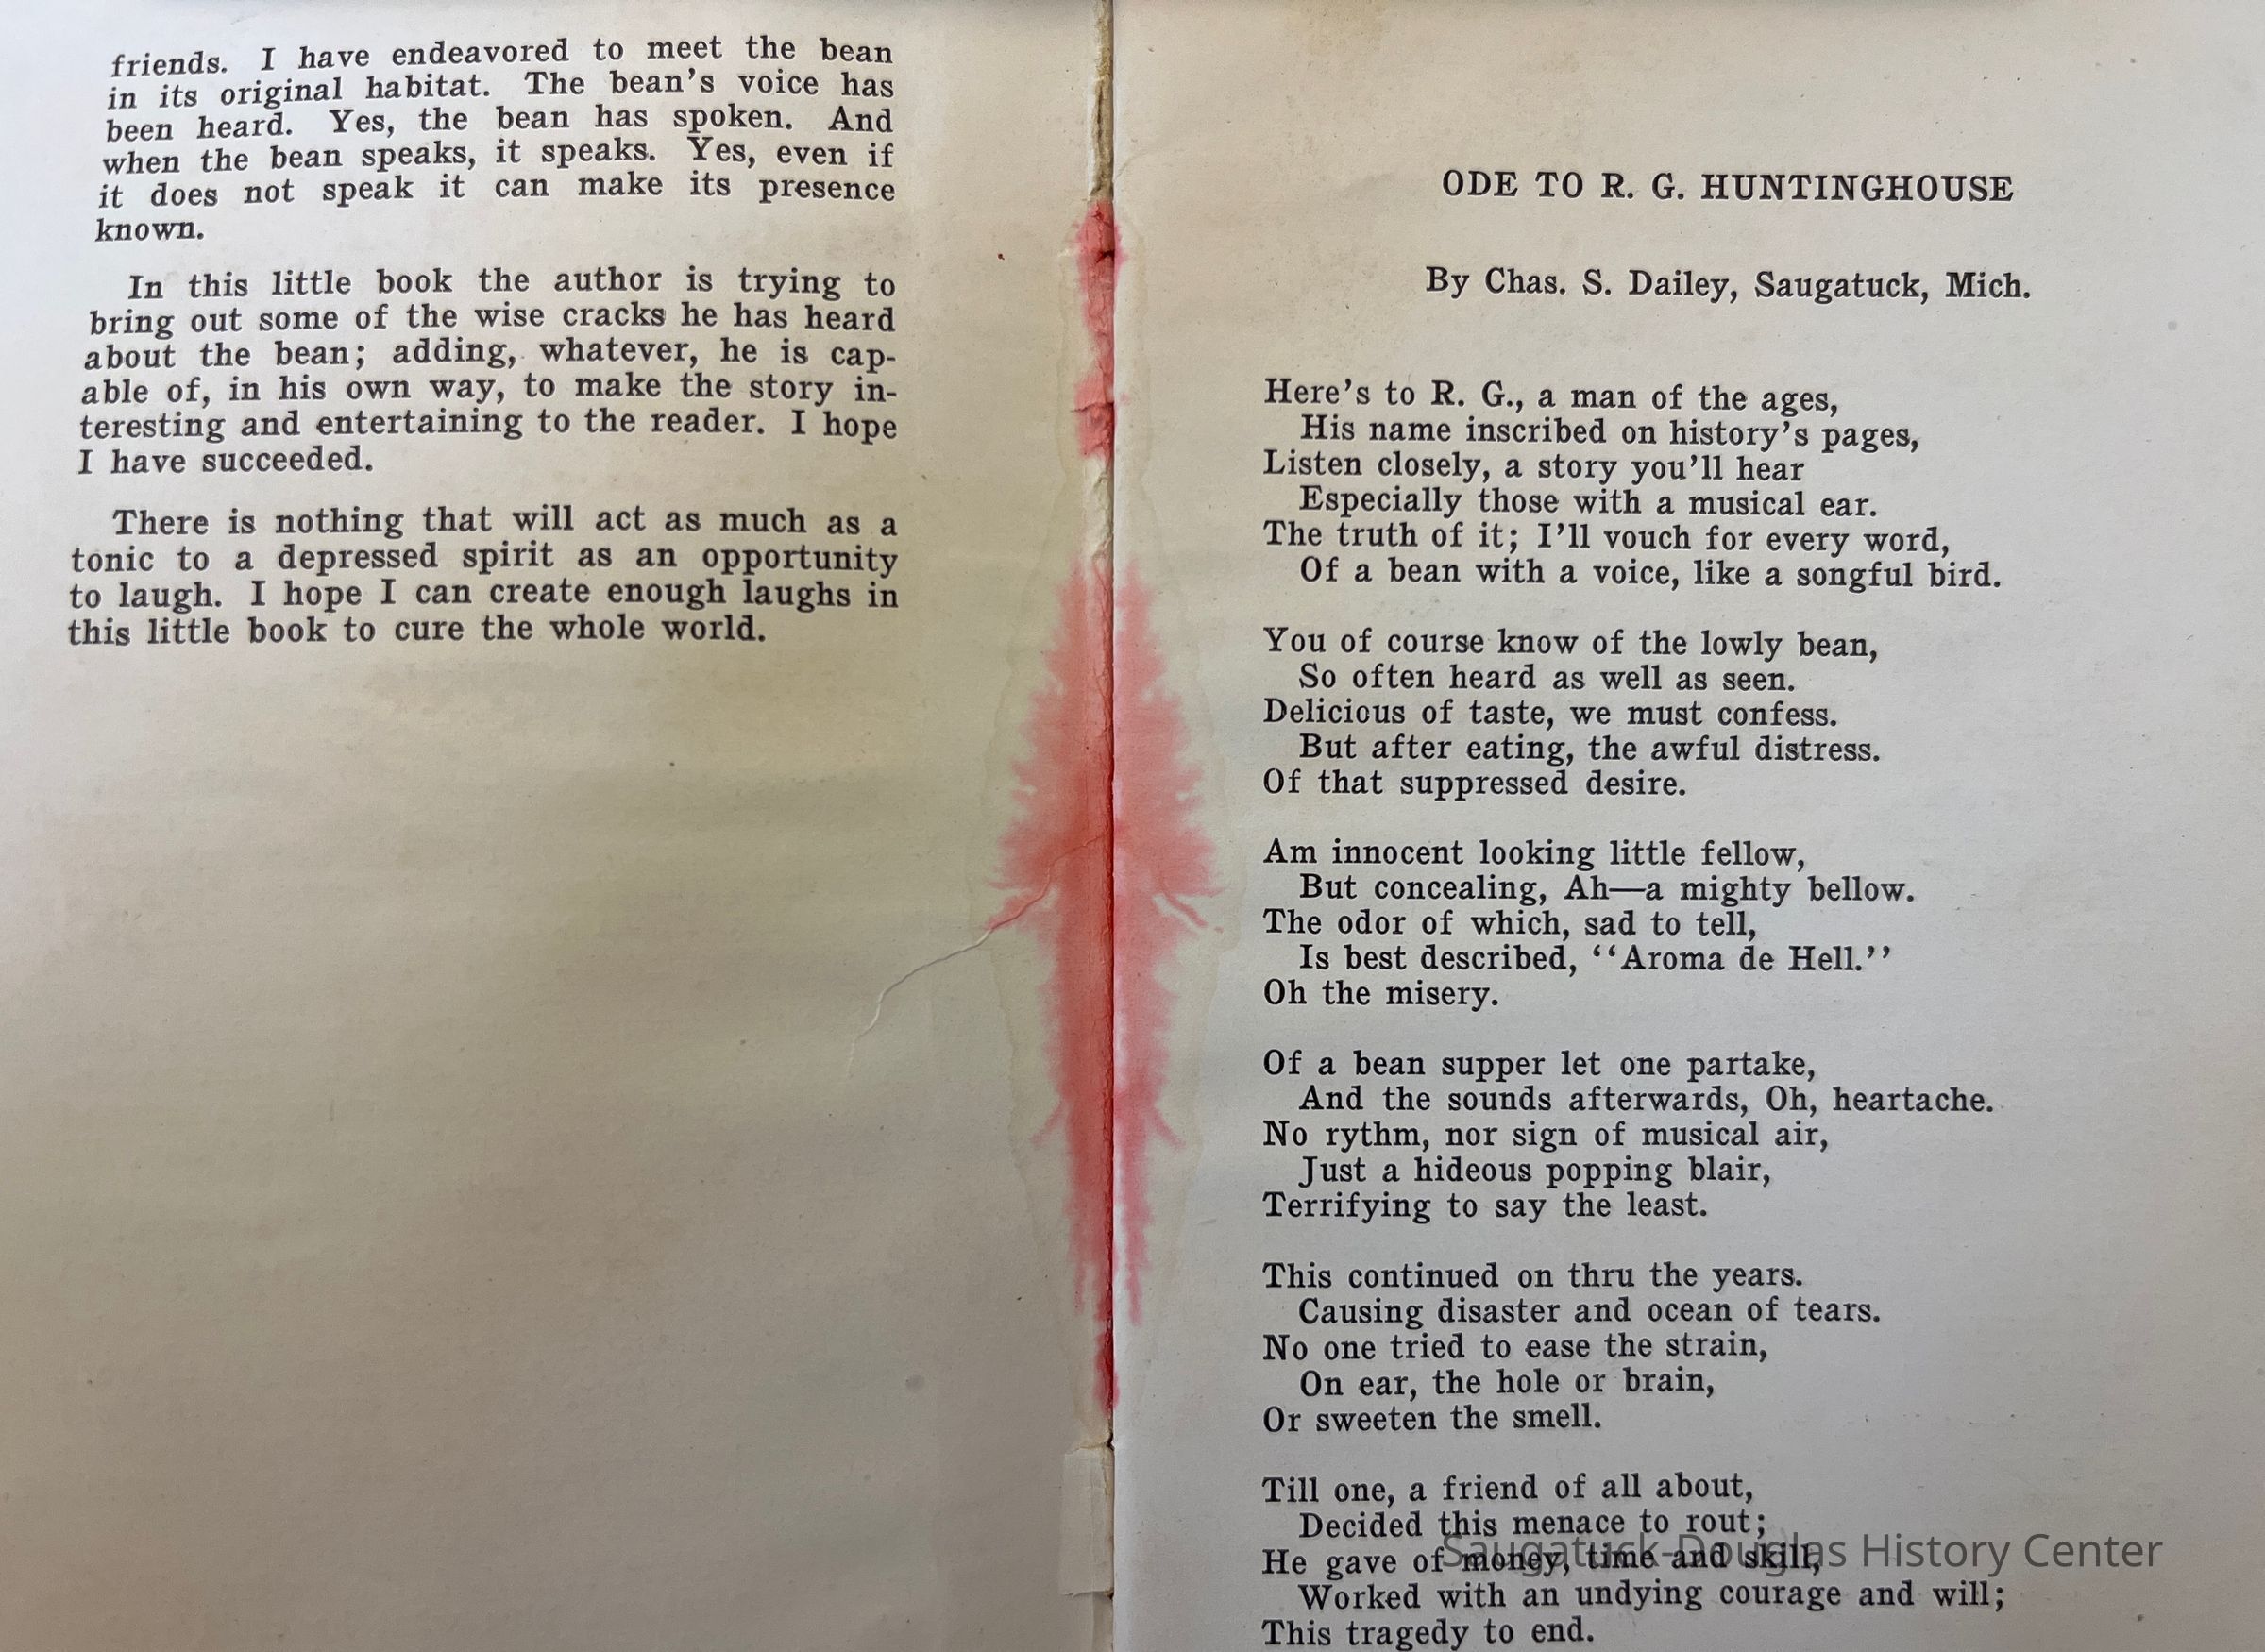 friends. I have endeavored to meet the bean
in its original habitat. The bean's voice has
been heard. Yes, the bean has spoken. And
when the bean speaks, it speaks. Yes, even if
it does not speak it can make its presence
known.
In this little book the author is trying to
bring out some of the wise cracks he has heard
about the bean; adding, whatever, he is cap-
able of, in his own way, to make the story in-
teresting and entertaining to the reader. I hope
I have succeeded.
There is nothing that will act as much as a
tonic to a depressed spirit as an opportunity
to laugh. I hope I can create enough laughs in
this little book to cure the whole world.
ODE TO R. G. HUNTINGHOUSE
By Chas. S. Dailey, Saugatuck, Mich.
Here's to R. G., a man of the ages,
His name inscribed on history's pages,
Listen closely, a story you'll hear
Especially those with a musical ear.
The truth of it; I'll vouch for every word,
Of a bean with a voice, like a songful bird.
You of course know of the lowly bean,
So often heard as well as seen.
Delicious of taste, we must confess.
But after eating, the awful distress.
Of that suppressed desire.
Am innocent looking little fellow,
But concealing, Ah—a mighty bellow.
The odor of which, sad to tell,
Is best described, ‘‘Aroma de Hell.’’
Oh the misery.
Of a bean supper let one partake,
And the sounds afterwards, Oh, heartache.
No rythm, nor sign of musical air,
Just a hideous popping blair,
Terrifying to say the least.
This continued on thru the years.
Causing disaster and ocean of tears.
No one tried to ease the strain,
On ear, the hole or brain,
Or sweeten the smell.
Till one, a friend of all about,
Decided this menace to rout;
He gave of money, time and skill,
Worked with an undying courage and will;
This tragedy to end.
Saugatuck-Douglas History Center